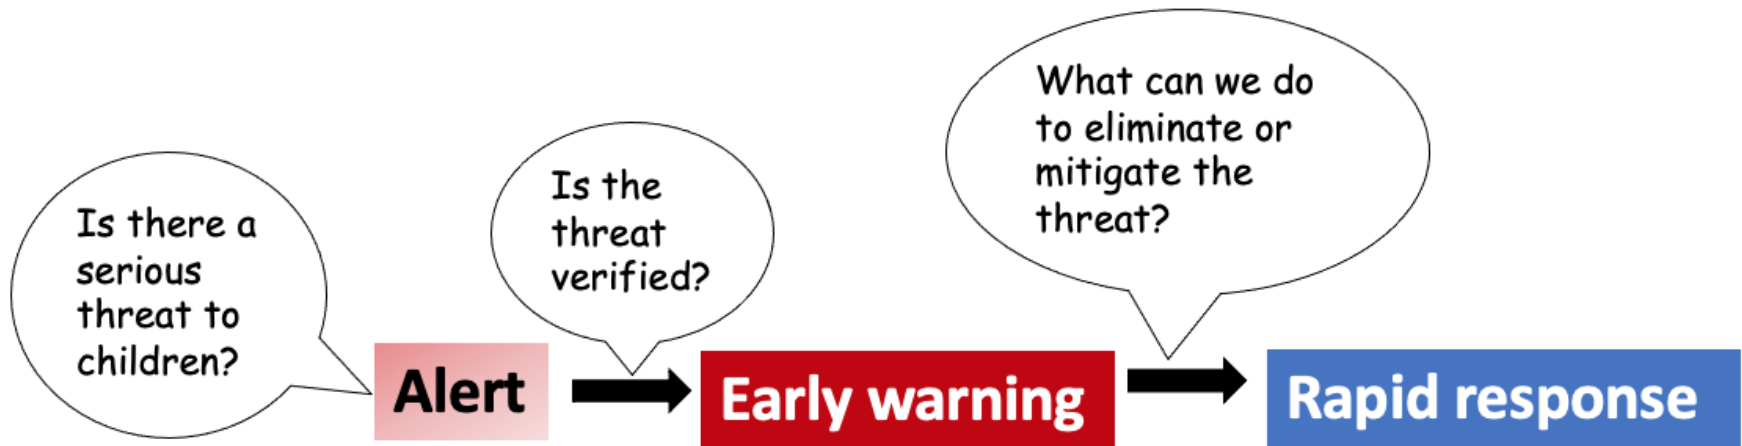 Is there a
serious
threat to
children?
Alert
Is the
threat
verified?
Early warning
What can we do
to eliminate or
mitigate the
threat?
Rapid response